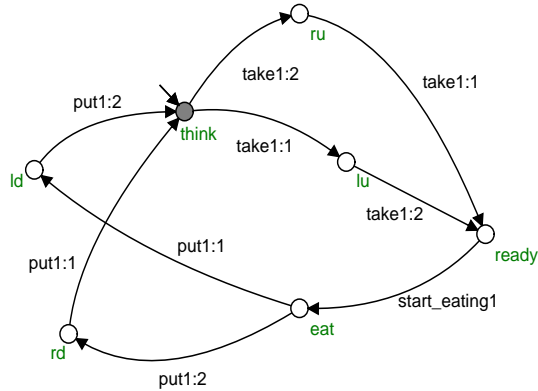 ru
take1:2
take1:1
put1:2
think
take1:1
ld
lu
take1:2
put1:1
ready
put1:1
start_eating1
eat
rd
put1:2